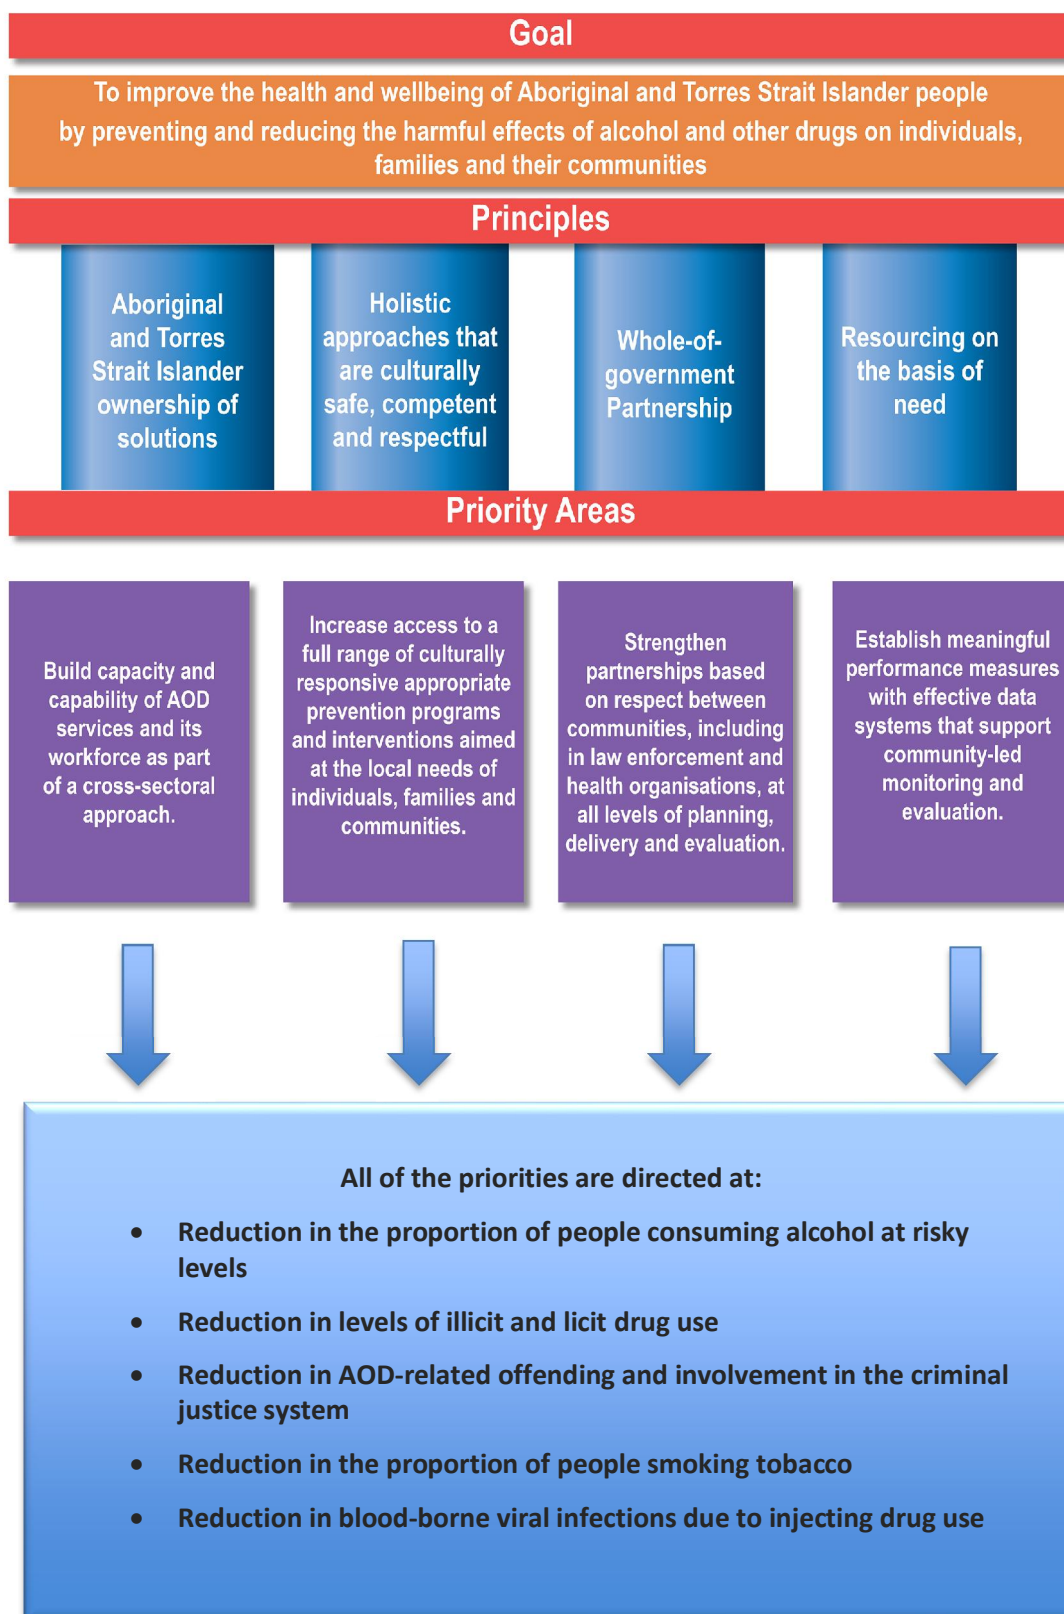 Goal
To improve the health and wellbeing of Aboriginal and Torres Strait Islander people
by preventing and reducing the harmful effects of alcohol and other drugs on individuals,
families and their communities
Principles
Aboriginal
and Torres
Strait Islander
ownership of
solutions
Holistic
approaches that
are culturally
safe, competent
and respectful
Whole-of-
government
Partnership
Resourcing on
the basis of
need
Priority Areas
Build capacity and
capability of AOD
services and its
workforce as part
of a cross-sectoral
approach.
Increase access to a
full range of culturally
responsive appropriate
prevention programs
and interventions aimed
at the local needs of
individuals, families and
communities.
Strengthen
partnerships based
on respect between
communities, including
in law enforcement and
health organisations, at
all levels of planning,
delivery and evaluation.
Establish meaningful
performance measures
with effective data
systems that support
community-led
monitoring and
evaluation.
All of the priorities are directed at:
• Reduction in the proportion of people consuming alcohol at risky
levels
• Reduction in levels of illicit and licit drug use
• Reduction in AOD-related offending and involvement in the criminal
justice system
• Reduction in the proportion of people smoking tobacco
• Reduction in blood-borne viral infections due to injecting drug use